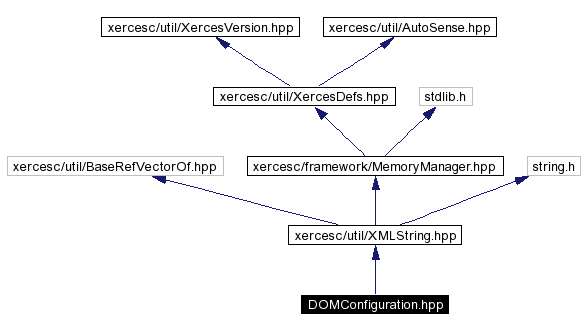 xercesc/util/XercesVersion.hpp
xercesc/util/AutoSense.hpp
xercesc/util/XercesDefs.hpp
stdlib.h
xercesc/util/BaseRefVectorOf.hpp
xercesc/framework/MemoryManager.hpp
string.h
xercesc/util/XMLString.hpp
DOMConfiguration.hpp